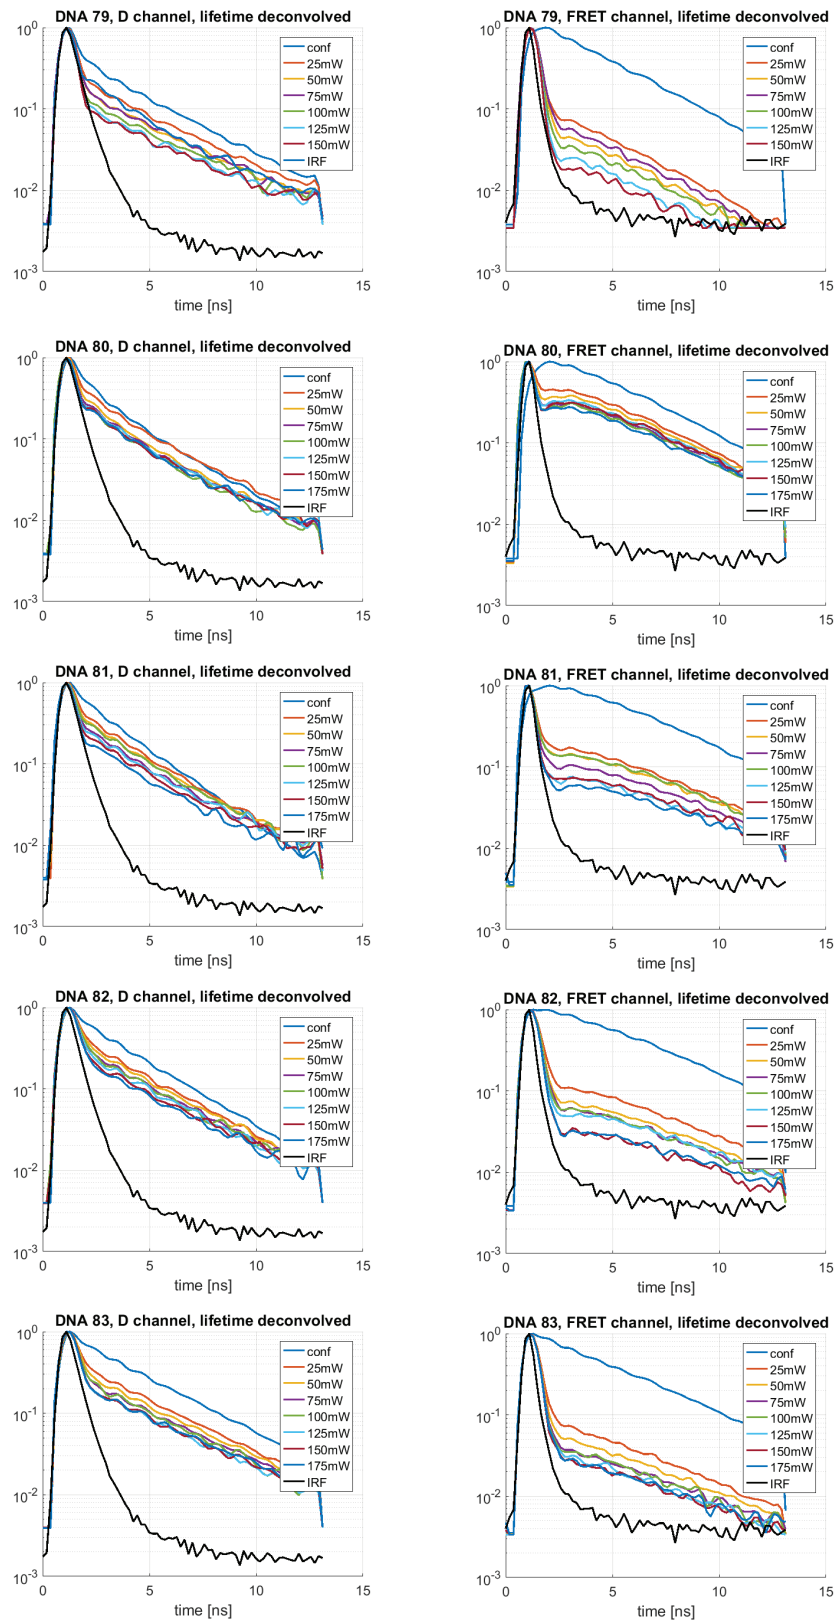 DNA 79, D channel, lifetime deconvolved
10^0
10^-1
10^-2
10^-3
conf
25mW
50mW
75mW
100mW
125mW
150mW
IRF
0 5 10 15
time [ns]
DNA 79, FRET channel, lifetime deconvolved
10^0
10^-1
10^-2
10^-3
conf
25mW
50mW
75mW
100mW
125mW
150mW
IRF
0 5 10 15
time [ns]
DNA 80, D channel, lifetime deconvolved
10^0
10^-1
10^-2
10^-3
conf
25mW
50mW
75mW
100mW
125mW
150mW
175mW
IRF
0 5 10 15
time [ns]
DNA 80, FRET channel, lifetime deconvolved
10^0
10^-1
10^-2
10^-3
conf
25mW
50mW
75mW
100mW
125mW
150mW
175mW
IRF
0 5 10 15
time [ns]
DNA 81, D channel, lifetime deconvolved
10^0
10^-1
10^-2
10^-3
conf
25mW
50mW
75mW
100mW
125mW
150mW
175mW
IRF
0 5 10 15
time [ns]
DNA 81, FRET channel, lifetime deconvolved
10^0
10^-1
10^-2
10^-3
conf
25mW
50mW
75mW
100mW
125mW
150mW
175mW
IRF
0 5 10 15
time [ns]
DNA 82, D channel, lifetime deconvolved
10^0
10^-1
10^-2
10^-3
conf
25mW
50mW
75mW
100mW
125mW
150mW
175mW
IRF
0 5 10 15
time [ns]
DNA 82, FRET channel, lifetime deconvolved
10^0
10^-1
10^-2
10^-3
conf
25mW
50mW
75mW
100mW
125mW
150mW
175mW
IRF
0 5 10 15
time [ns]
DNA 83, D channel, lifetime deconvolved
10^0
10^-1
10^-2
10^-3
conf
25mW
50mW
75mW
100mW
125mW
150mW
175mW
IRF
0 5 10 15
time [ns]
DNA 83, FRET channel, lifetime deconvolved
10^0
10^-1
10^-2
10^-3
conf
25mW
50mW
75mW
100mW
125mW
150mW
175mW
IRF
0 5 10 15
time [ns]